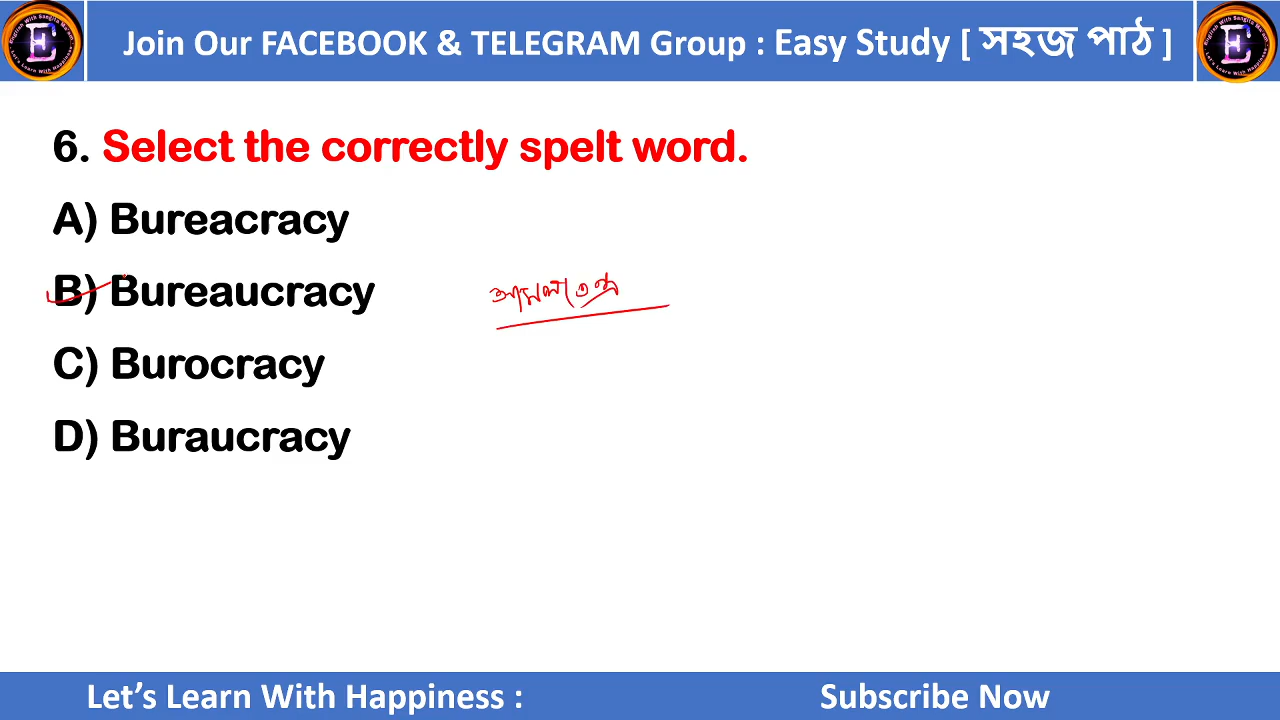 Join Our FACEBOOK & TELEGRAM Group : Easy Study [ সহজ পাঠ ]
6. Select the correctly spelt word.
A) Bureacracy
B) Bureaucracy
আমলাতন্ত্র
C) Burocracy
D) Buraucracy
Let's Learn With Happiness :
Subscribe Now